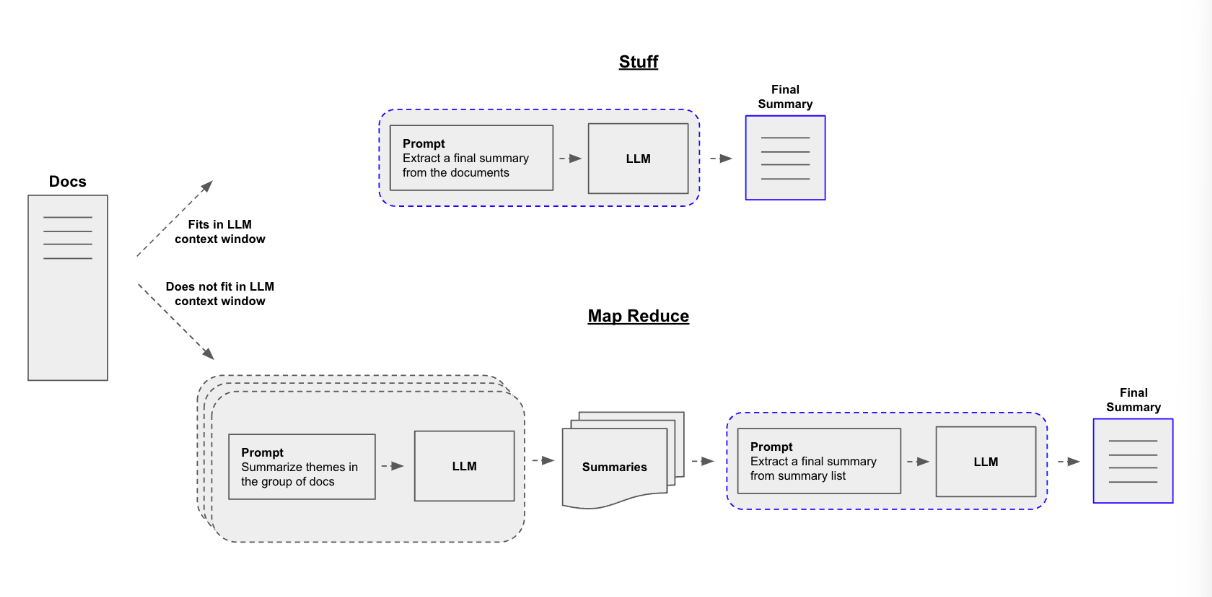 Stuff
Final
Summary
Prompt
Extract a final summary
from the documents
LLM
Docs
Fits in LLM
context window
Does not fit in LLM
context window
Map Reduce
Final
Summary
Prompt
Summarize themes in
the group of docs
LLM
Summaries
Prompt
Extract a final summary
from summary list
LLM